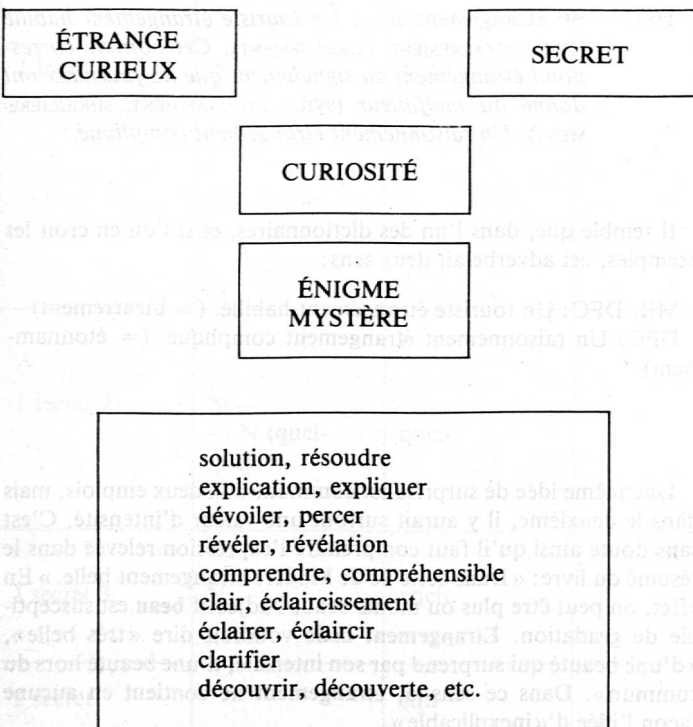 ÉTRANGE
CURIEUX
SECRET
CURIOSITÉ
ÉNIGME
MYSTÈRE
solution, résoudre
explication, expliquer
dévoiler, percer
révéler, révélation
comprendre, compréhensible
clair, éclaircissement
éclairer, éclaircir
clarifier
découvrir, découverte, etc.